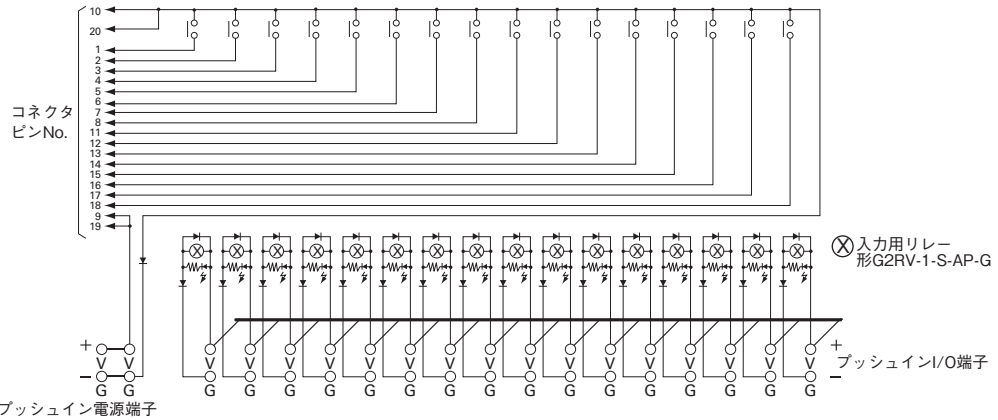 コネクタ
ピンNo.
10
20
1
2
3
4
5
6
7
8
11
12
13
14
15
16
17
18
9
19
入力用リレー
形G2RV-1-S-AP-G
+ V V
− G G
プッシュイン電源端子
V V V V V V V V V V V V V V V V +
G G G G G G G G G G G G G G G G −
プッシュインI/O端子